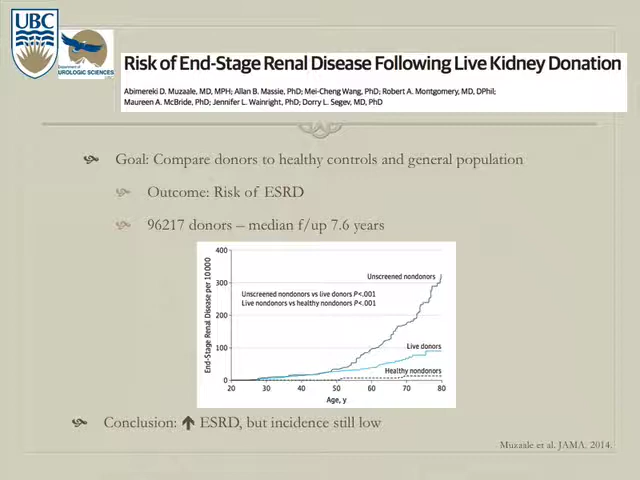 UBC
Department of
UROLOGIC SCIENCES
Risk of End-Stage Renal Disease Following Live Kidney Donation
Abimereki D. Muzaale, MD, MPH; Allan B. Massie, PhD; Mei-Cheng Wang, PhD; Robert A. Montgomery, MD, DPhil;
Maureen A. McBride, PhD; Jennifer L. Wainright, PhD; Dorry L. Segev, MD, PhD
Goal: Compare donors to healthy controls and general population
Outcome: Risk of ESRD
96217 donors – median f/up 7.6 years
End-Stage Renal Disease per 10 000
400
300
200
100
0
Unscreened nondonors
Unscreened nondonors vs live donors P<.001
Live nondonors vs healthy nondonors P<.001
Live donors
Healthy nondonors
20 30 40 50 60 70 80
Age, y
Conclusion: ↑ ESRD, but incidence still low
Muzaale et al. JAMA. 2014.